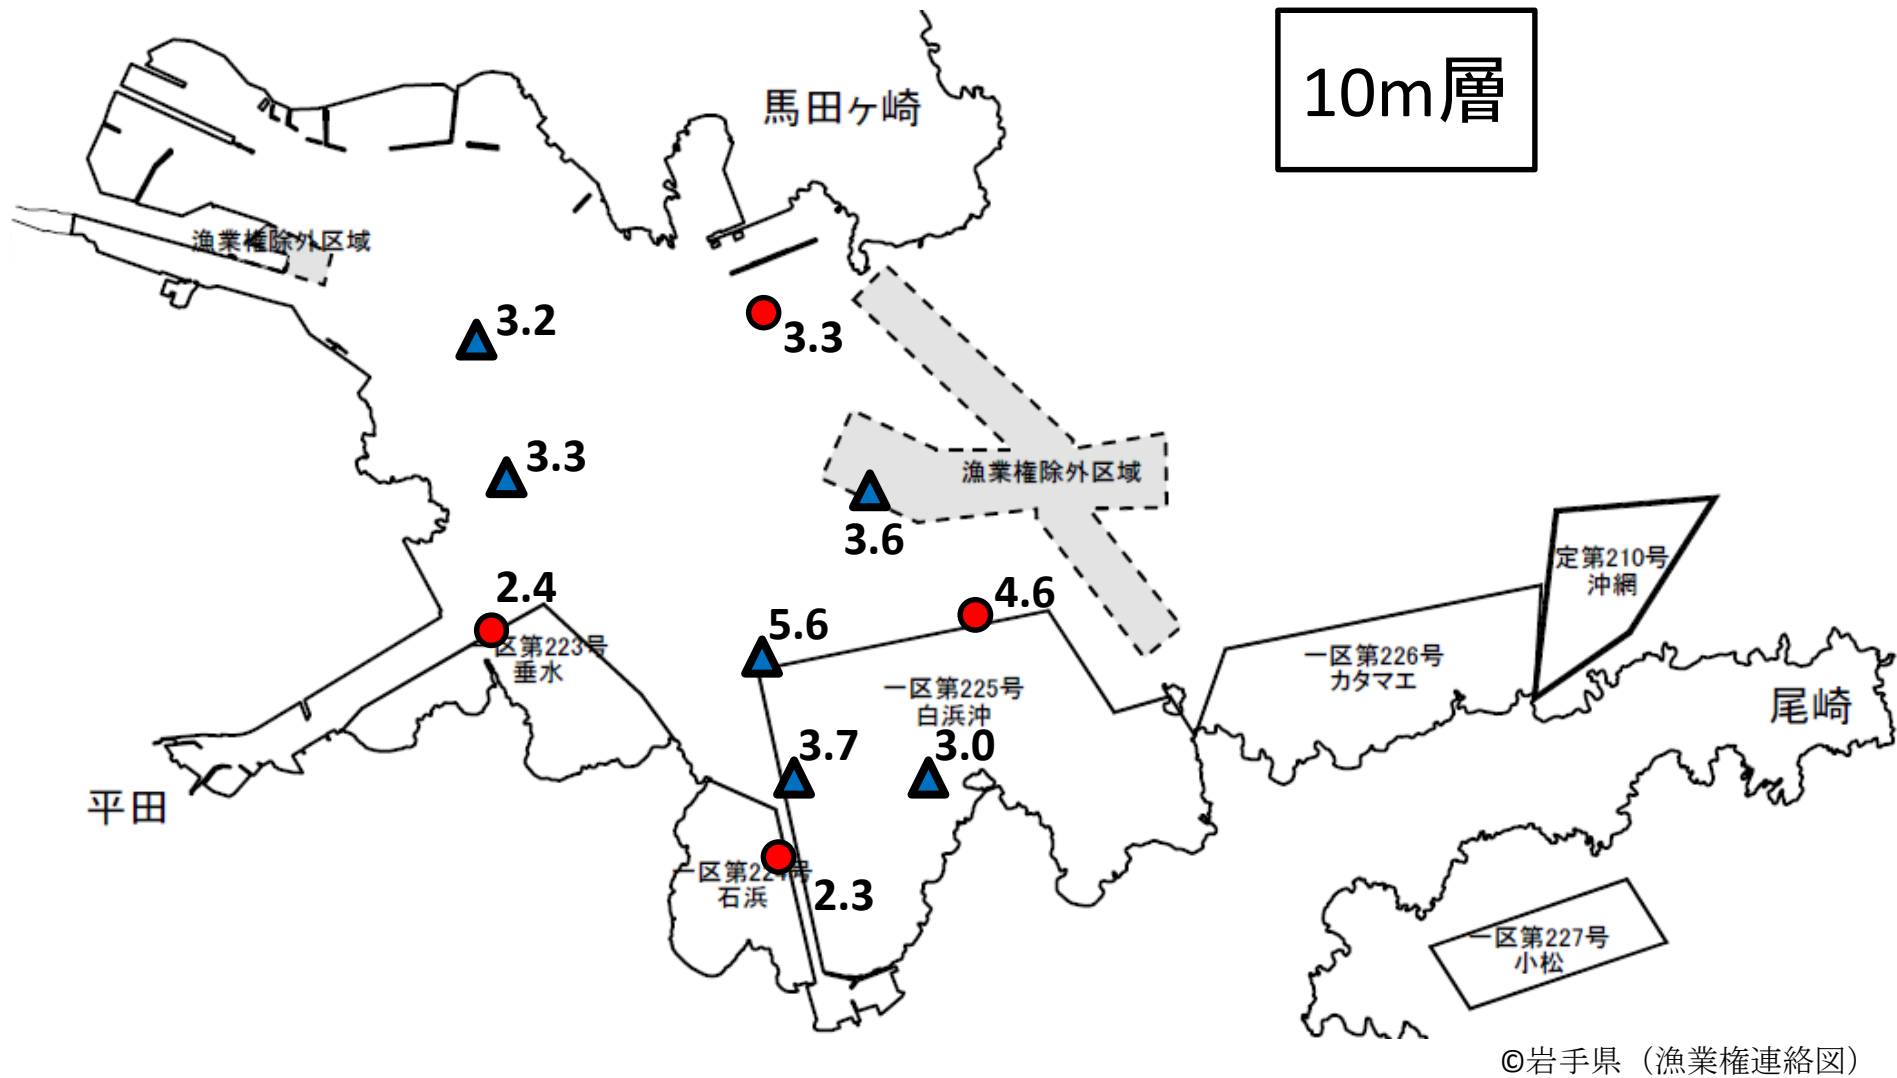 10m層
馬田ヶ崎
漁業権除外区域
3.2
3.3
3.3
漁業権除外区域
3.6
定第210号
沖網
2.4
4.6
5.6
一区第223号
垂水
一区第226号
カタマエ
一区第225号
白浜沖
尾崎
3.7
3.0
平田
一区第224号
石浜
2.3
一区第227号
小松
©岩手県（漁業権連絡図）